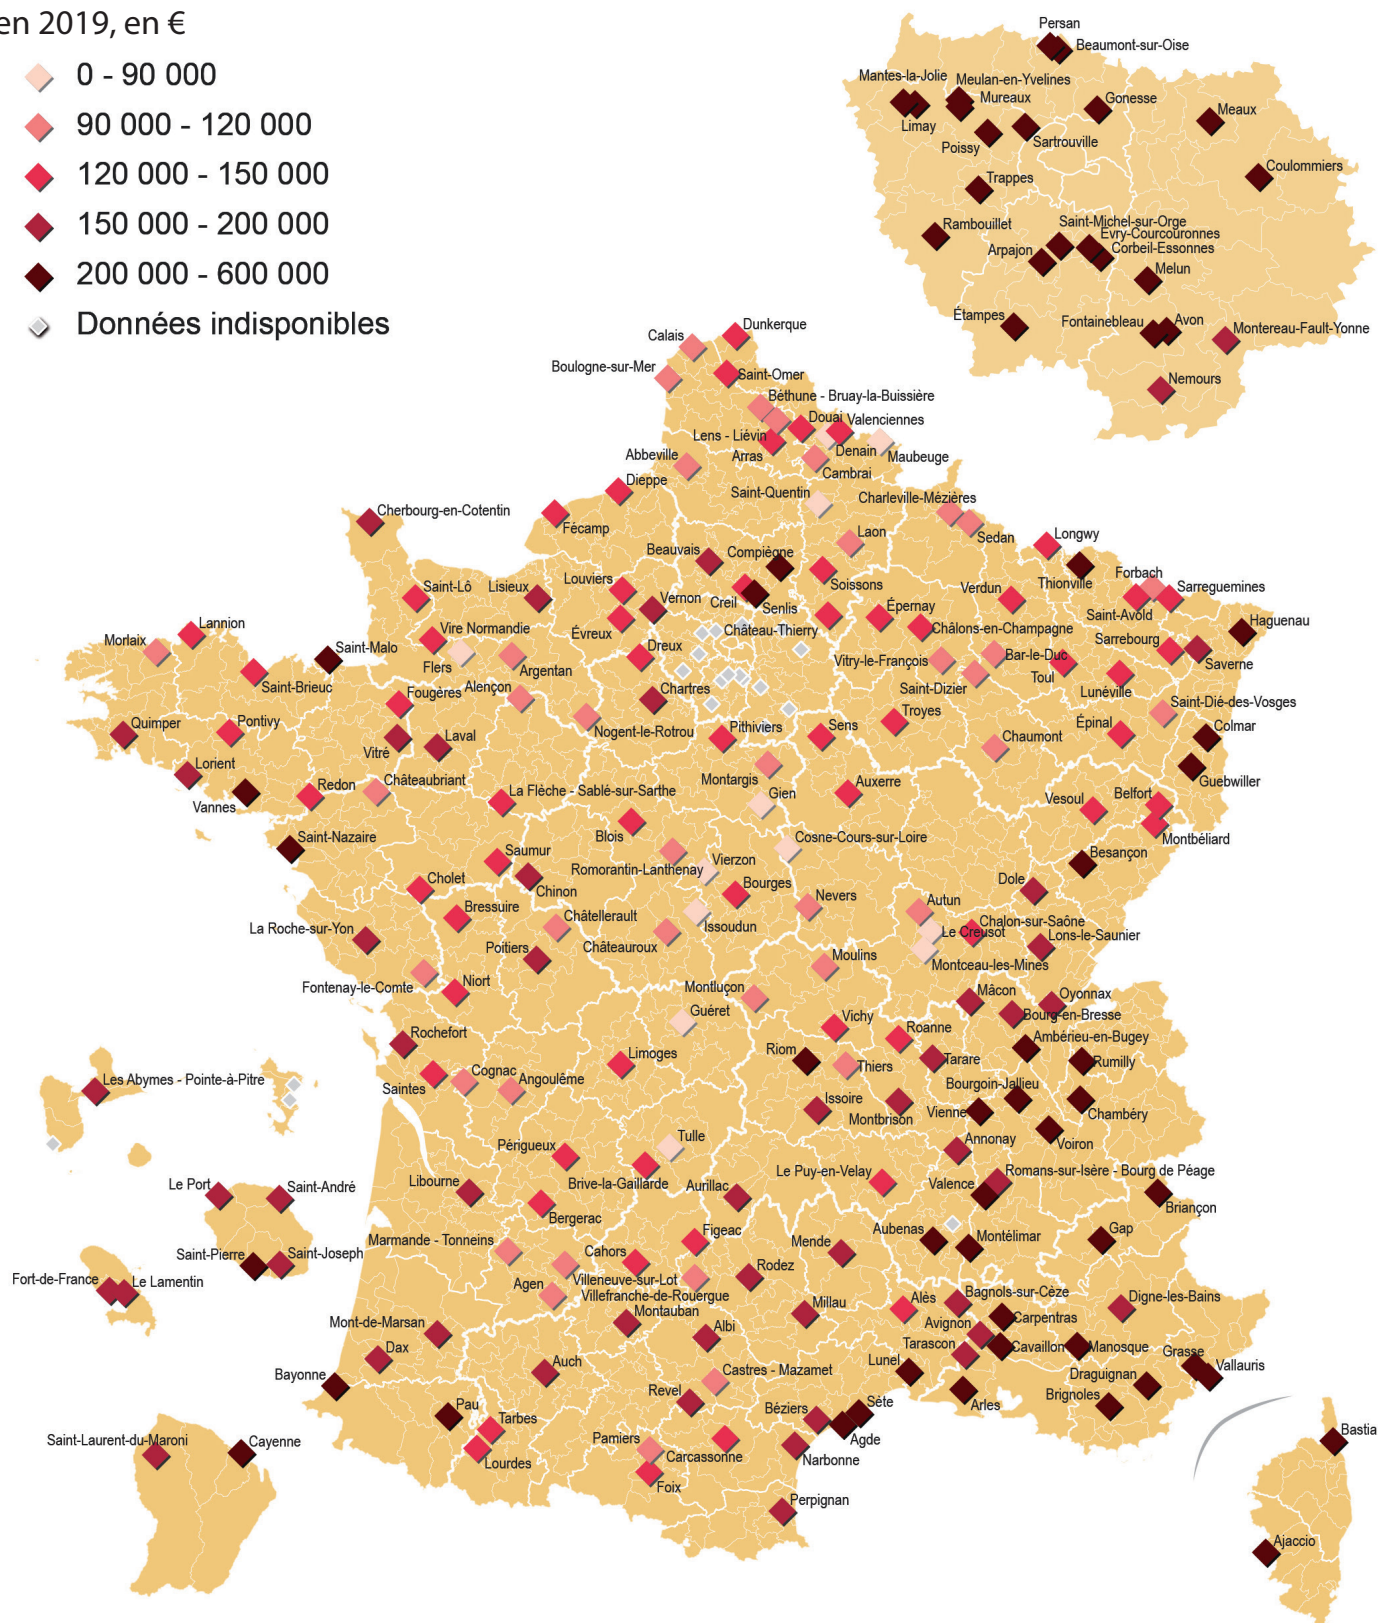 en 2019, en €
0 - 90 000
90 000 - 120 000
120 000 - 150 000
150 000 - 200 000
200 000 - 600 000
Données indisponibles
Persan
Beaumont-sur-Oise
Mantes-la-Jolie
Meulan-en-Yvelines
Mureaux
Gonesse
Meaux
Limay
Poissy
Sartrouville
Coulommiers
Trappes
Rambouillet
Saint-Michel-sur-Orge
Evry-Courcouronnes
Arpajon
Corbeil-Essonnes
Melun
Étampes
Fontainebleau
Avon
Montereau-Fault-Yonne
Nemours
Dunkerque
Calais
Boulogne-sur-Mer
Saint-Omer
Béthune - Bruay-la-Buissière
Douai
Valenciennes
Lens - Liévin
Arras
Denain
Maubeuge
Abbeville
Cambrai
Dieppe
Saint-Quentin
Charleville-Mézières
Cherbourg-en-Cotentin
Fécamp
Sedan
Laon
Longwy
Beauvais
Compiègne
Thionville
Forbach
Saint-Lô
Lisieux
Louviers
Vernon
Creil
Senlis
Soissons
Verdun
Saint-Avold
Sarreguemines
Lannion
Morlaix
Saint-Malo
Vire Normandie
Évreux
Château-Thierry
Épernay
Châlons-en-Champagne
Haguenau
Sarrebourg
Saverne
Flers
Argentan
Dreux
Vitry-le-François
Bar-le-Duc
Toul
Lunéville
Saint-Brieuc
Fougères
Alençon
Chartres
Saint-Dizier
Saint-Dié-des-Vosges
Quimper
Pontivy
Vitré
Laval
Nogent-le-Rotrou
Pithiviers
Sens
Troyes
Chaumont
Épinal
Colmar
Lorient
Vannes
Redon
Châteaubriant
La Flèche - Sablé-sur-Sarthe
Montargis
Gien
Auxerre
Vesoul
Belfort
Guebwiller
Montbéliard
Saint-Nazaire
Blois
Cosne-Cours-sur-Loire
Besançon
Saumur
Romorantin-Lanthenay
Vierzon
Cholet
Chinon
Bourges
Nevers
Dole
Autun
Bressuire
Châtellerault
Issoudun
Le Creusot
Chalon-sur-Saône
Lons-le-Saunier
La Roche-sur-Yon
Poitiers
Châteauroux
Moulins
Montceau-les-Mines
Fontenay-le-Comte
Niort
Montluçon
Mâcon
Oyonnax
Guéret
Bourg-en-Bresse
Rochefort
Vichy
Roanne
Ambérieu-en-Bugey
Limoges
Riom
Thiers
Tarare
Rumilly
Les Abymes - Pointe-à-Pitre
Saintes
Cognac
Angoulême
Issoire
Montbrison
Bourgoin-Jallieu
Vienne
Chambéry
Périgueux
Tulle
Annonay
Voiron
Le Port
Saint-André
Libourne
Brive-la-Gaillarde
Aurillac
Le Puy-en-Velay
Romans-sur-Isère - Bourg de Péage
Valence
Briançon
Bergerac
Marmande - Tonneins
Cahors
Figeac
Mende
Aubenas
Montélimar
Gap
Saint-Pierre
Saint-Joseph
Fort-de-France
Le Lamentin
Agen
Villeneuve-sur-Lot
Villefranche-de-Rouergue
Rodez
Montauban
Millau
Alès
Bagnols-sur-Cèze
Digne-les-Bains
Mont-de-Marsan
Albi
Avignon
Carpentras
Dax
Tarascon
Cavaillon
Manosque
Grasse
Bayonne
Auch
Castres - Mazamet
Lunel
Draguignan
Vallauris
Revel
Arles
Brignoles
Pau
Béziers
Séte
Tarbes
Agde
Saint-Laurent-du-Maroni
Cayenne
Lourdes
Pamiers
Carcassonne
Narbonne
Bastia
Foix
Perpignan
Ajaccio